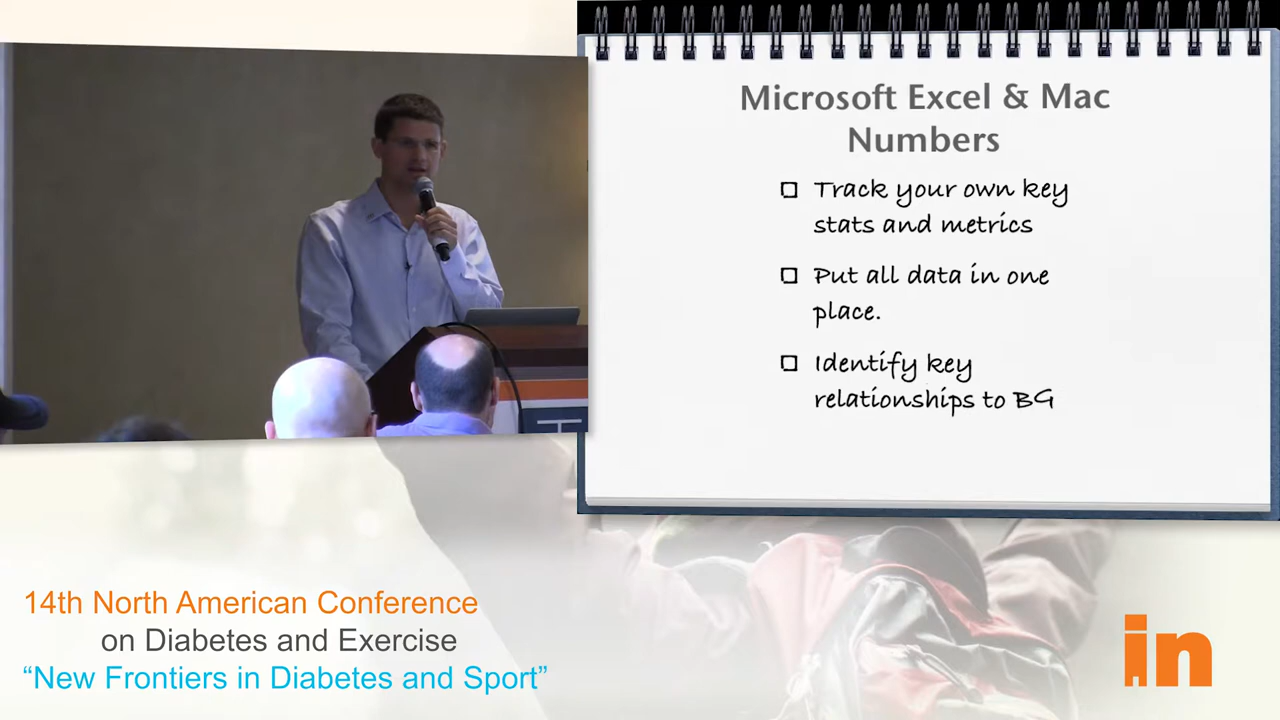 Microsoft Excel & Mac
Numbers
Track your own key
stats and metrics
Put all data in one
place.
Identify key
relationships to BG
14th North American Conference
on Diabetes and Exercise
“New Frontiers in Diabetes and Sport”
in